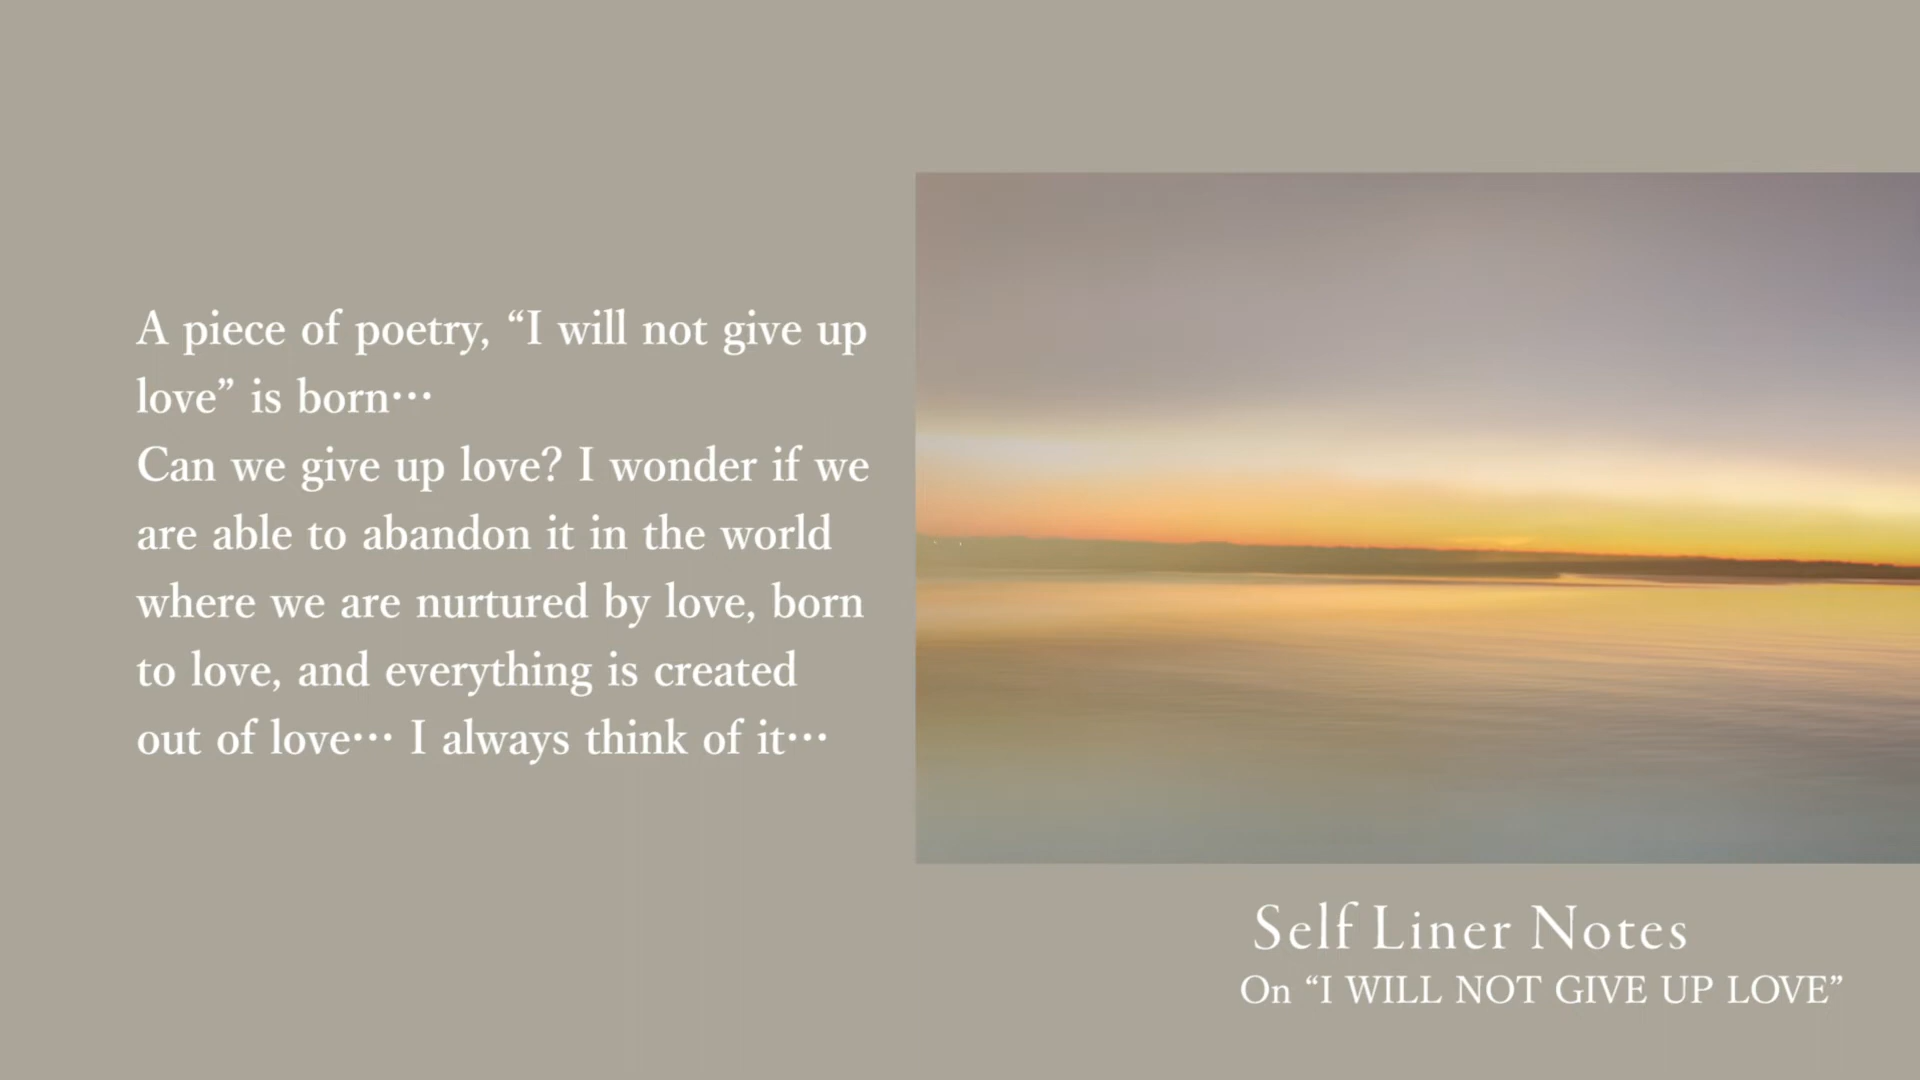 A piece of poetry, “I will not give up
love” is born⋯
Can we give up love? I wonder if we
are able to abandon it in the world
where we are nurtured by love, born
to love, and everything is created
out of love⋯ I always think of it⋯
Self Liner Notes
On “I WILL NOT GIVE UP LOVE”